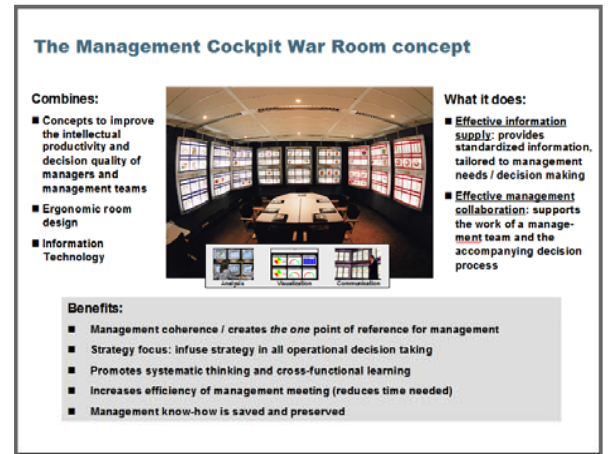 The Management Cockpit War Room concept
Combines:
■ Concepts to improve
the intellectual
productivity and
decision quality of
managers and
management teams
■ Ergonomic room
design
■ Information
Technology
What it does:
■ Effective information
supply: provides
standardized information,
tailored to management
needs / decision making
■ Effective management
collaboration: supports
the work of a manage-
ment team and the
accompanying decision
process
Analysis Visualization Communication
Benefits:
■ Management coherence / creates the one point of reference for management
■ Strategy focus: infuse strategy in all operational decision taking
■ Promotes systematic thinking and cross-functional learning
■ Increases efficiency of management meeting (reduces time needed)
■ Management know-how is saved and preserved